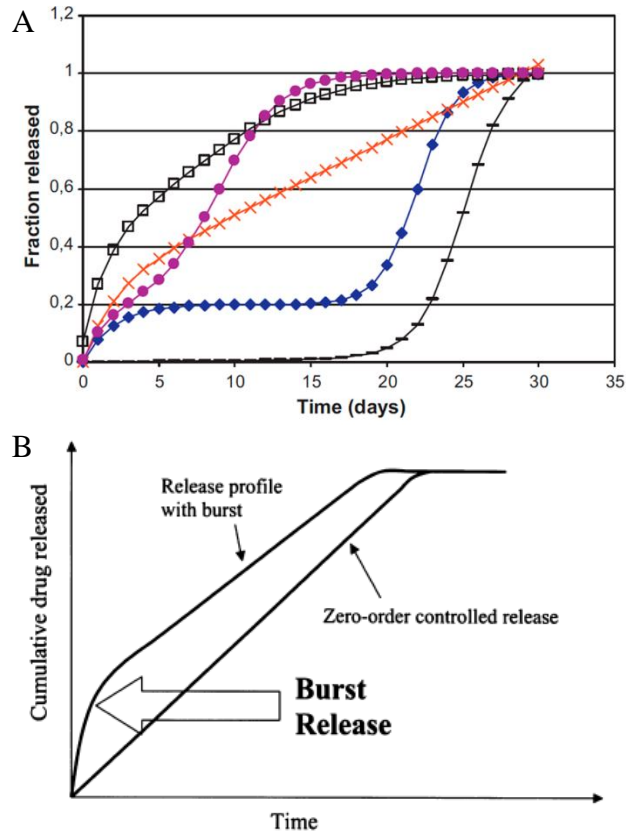 A
1,2
1
0,8
0,6
0,4
0,2
0
Fraction released
0
5
10
15
20
25
30
35
Time (days)
B
Cumulative drug released
Release profile
with burst
Zero-order controlled release
Burst
Release
Time